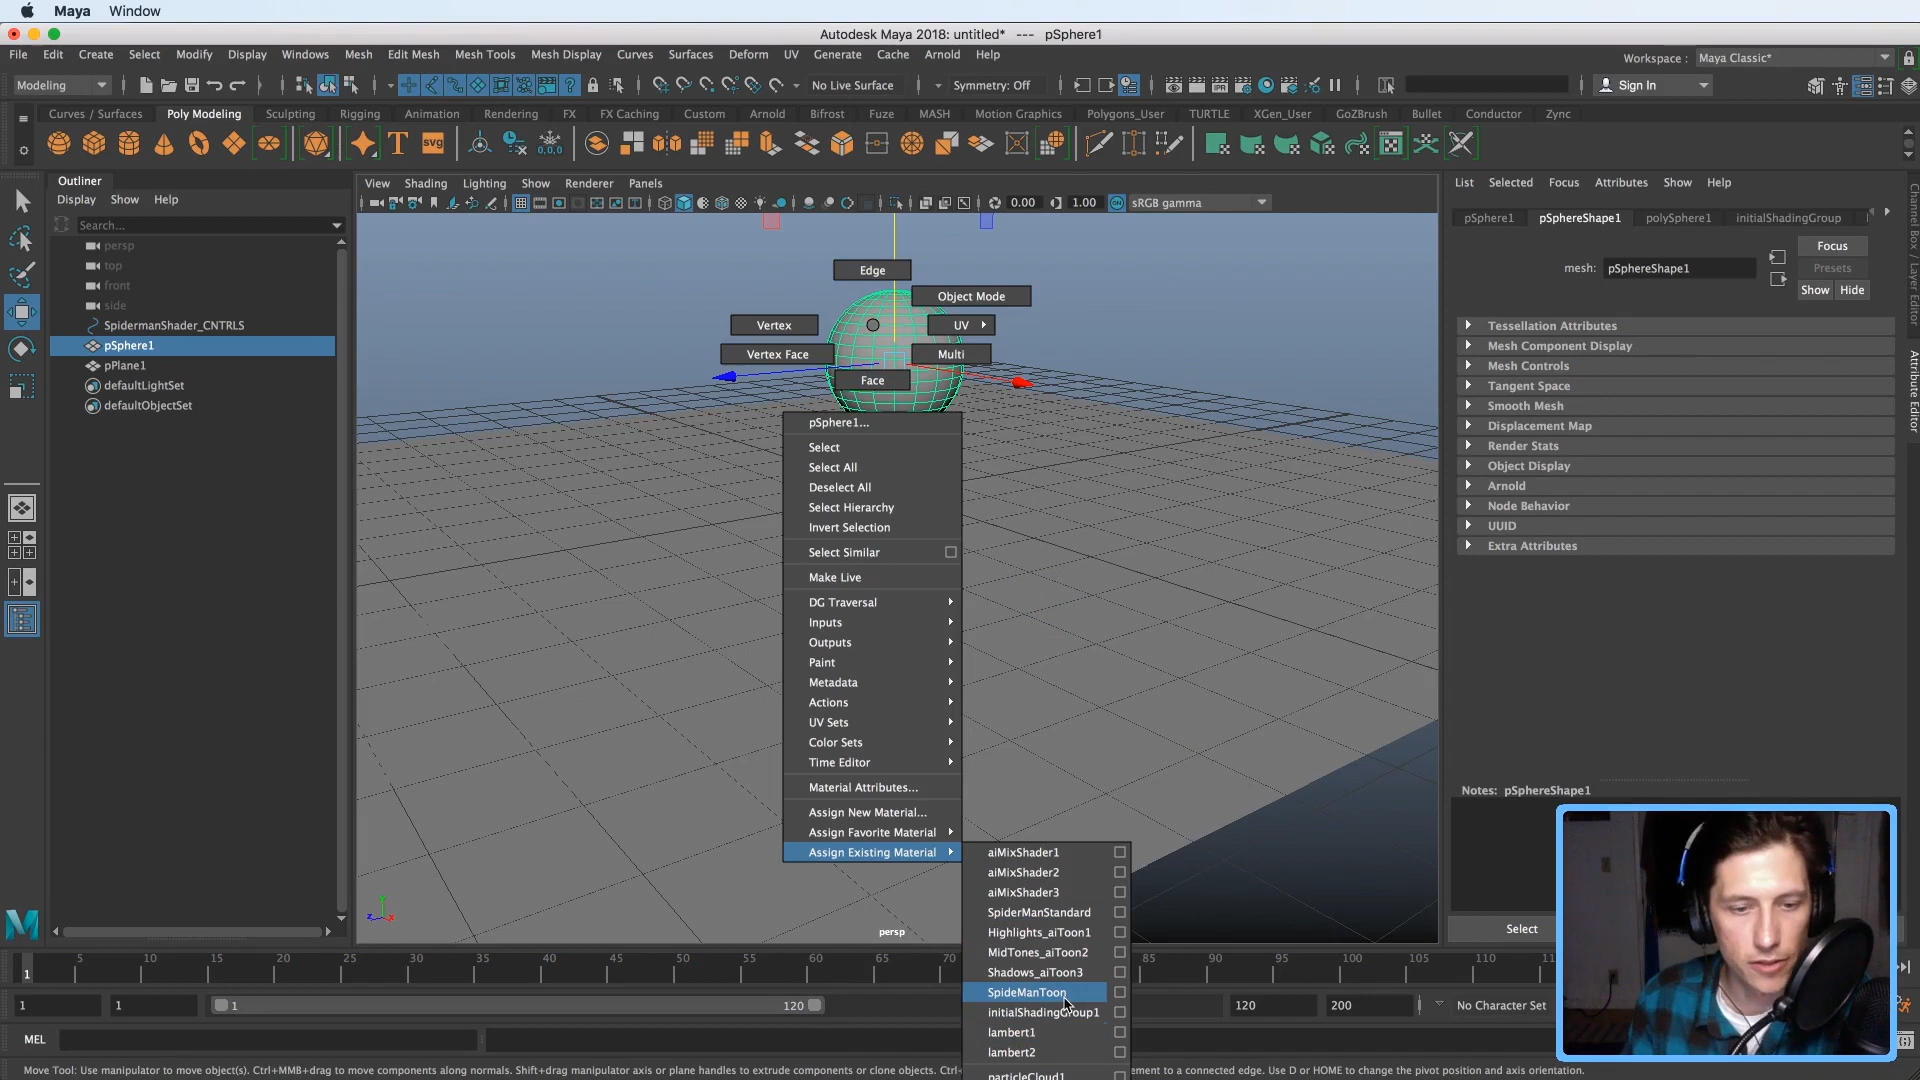 Maya Window
Autodesk Maya 2018: untitled* --- pSphere1
File Edit Create Select Modify Display Windows Mesh Edit Mesh Mesh Tools Mesh Display Curves Surfaces Deform UV Generate Cache Arnold Help
Workspace : Maya Classic*
Modeling No Live Surface Symmetry: Off Sign In
Curves / Surfaces Poly Modeling Sculpting Rigging Animation Rendering FX FX Caching Custom Arnold Bifrost Fuze MASH Motion Graphics Polygons_User TURTLE XGen_User GoZBrush Bullet Conductor Zync
T SVG 0,0,0
Outliner
Display Show Help
Search...
persp
top
front
side
SpidermanShader_CNTRLS
pSphere1
pPlane1
defaultLightSet
defaultObjectSet
View Shading Lighting Show Renderer Panels
0.00 1.00 sRGB gamma
Edge
Object Mode
Vertex
UV
Vertex Face
Multi
Face
pSphere1...
Select
Select All
Deselect All
Select Hierarchy
Invert Selection
Select Similar
Make Live
DG Traversal
Inputs
Outputs
Paint
Metadata
Actions
UV Sets
Color Sets
Time Editor
Material Attributes...
Assign New Material...
Assign Favorite Material
Assign Existing Material
aiMixShader1
aiMixShader2
aiMixShader3
SpiderManStandard
Highlights_aiToon1
MidTones_aiToon2
Shadows_aiToon3
SpideManToon
initialShadingGroup1
lambert1
lambert2
particleCloud1
persp
y
z x
List Selected Focus Attributes Show Help
pSphere1 pSphereShape1 polySphere1 initialShadingGroup
Focus
mesh: pSphereShape1
Presets
Show Hide
Tessellation Attributes
Mesh Component Display
Mesh Controls
Tangent Space
Smooth Mesh
Displacement Map
Render Stats
Object Display
Arnold
Node Behavior
UUID
Extra Attributes
Notes: pSphereShape1
Select
Channel Box / Layer Editor
Attribute Editor
5 10 15 20 25 30 35 40 45 50 55 60 65 70 85 90 95 100 105 110
1
1 1 1 120 120 200 No Character Set
MEL
Move Tool: Use manipulator to move object(s). Ctrl+MMB+drag to move components along normals. Shift+drag manipulator axis or plane handles to extrude components or clone objects. Ctrl- ement to a connected edge. Use D or HOME to change the pivot position and axis orientation.